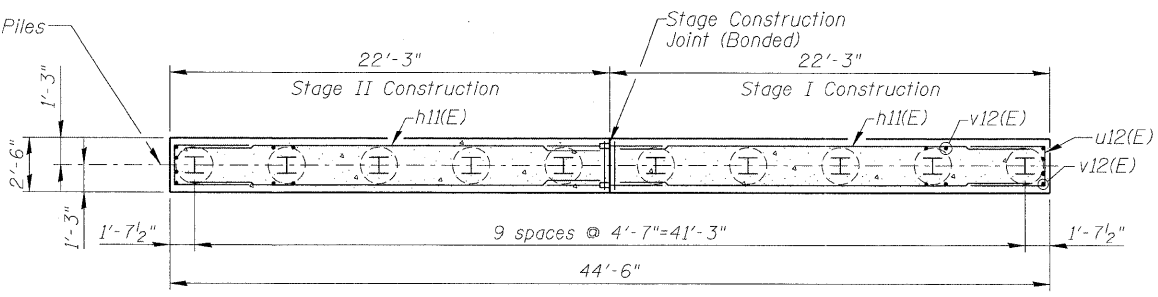 Piles
Stage Construction
Joint (Bonded)
22'-3"
22'-3"
1'-3"
Stage II Construction
Stage I Construction
h11(E)
h11(E)
v12(E)
u12(E)
2'-6"
v12(E)
1'-3"
1'-7½"
9 spaces @ 4'-7"=41'-3"
1'-7½"
44'-6"